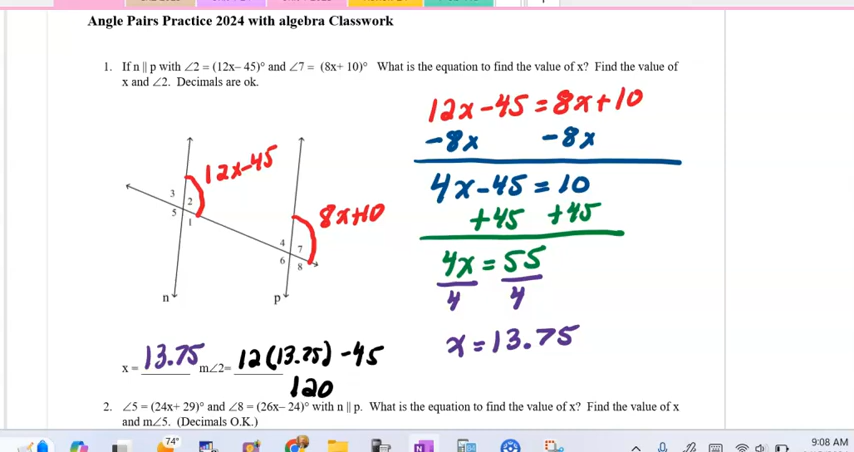 Angle Pairs Practice 2024 with algebra Classwork
1. If n || p with ∠2 = (12x– 45)° and ∠7 = (8x+ 10)° What is the equation to find the value of x? Find the value of
x and ∠2. Decimals are ok.
12x-45 = 8x+10
-8x -8x
4x-45 = 10
+45 +45
4x = 55
4 4
x = 13.75
12x-45
8x+10
3
2
5
1
4
7
6
8
n
p
x = 13.75 m∠2= 12(13.75) -45
120
2. ∠5 = (24x+ 29)° and ∠8 = (26x– 24)° with n || p. What is the equation to find the value of x? Find the value of x
and m∠5. (Decimals O.K.)
74°
9:08 AM